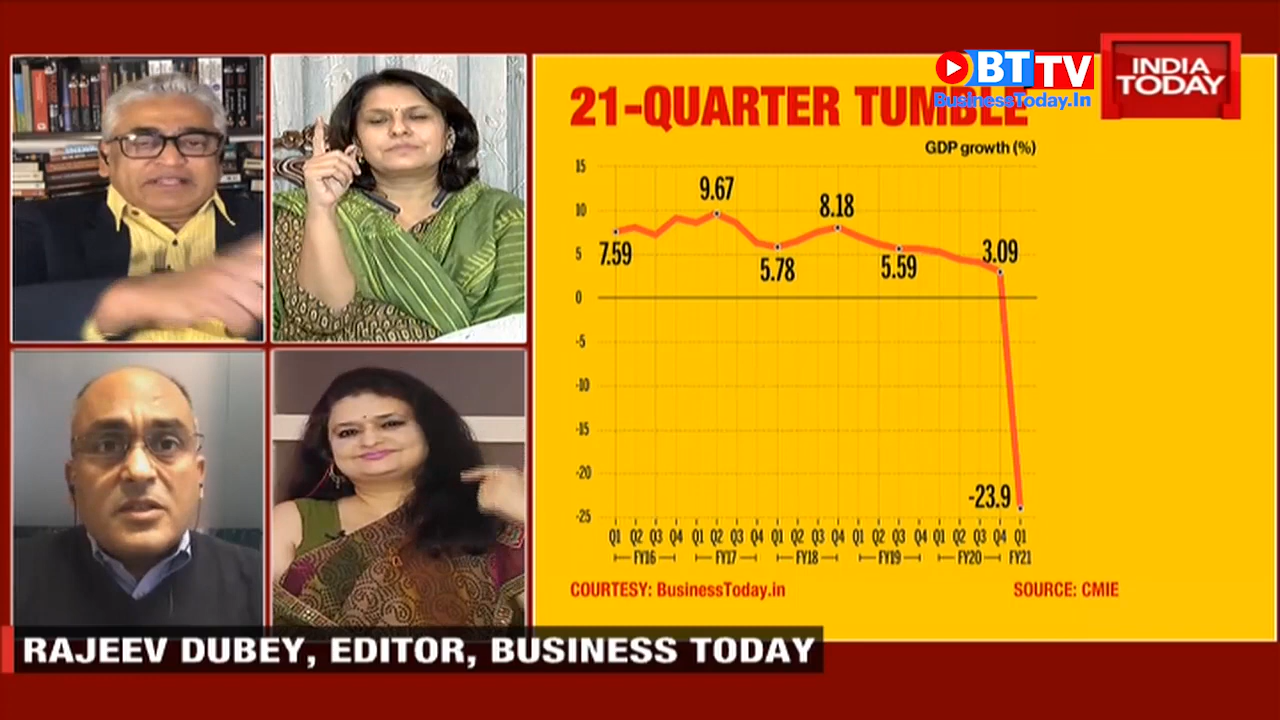 BTTV
BusinessToday.In
INDIA
TODAY
21-QUARTER TUMBLE
GDP growth (%)
15
10
5
0
-5
-10
-15
-20
-25
7.59
9.67
5.78
8.18
5.59
3.09
-23.9
Q1 Q2 Q3 Q4 Q1 Q2 Q3 Q4 Q1 Q2 Q3 Q4 Q1 Q2 Q3 Q4 Q1 Q2 Q3 Q4 Q1
FY16 FY17 FY18 FY19 FY20 FY21
COURTESY: BusinessToday.in
SOURCE: CMIE
RAJEEV DUBEY, EDITOR, BUSINESS TODAY